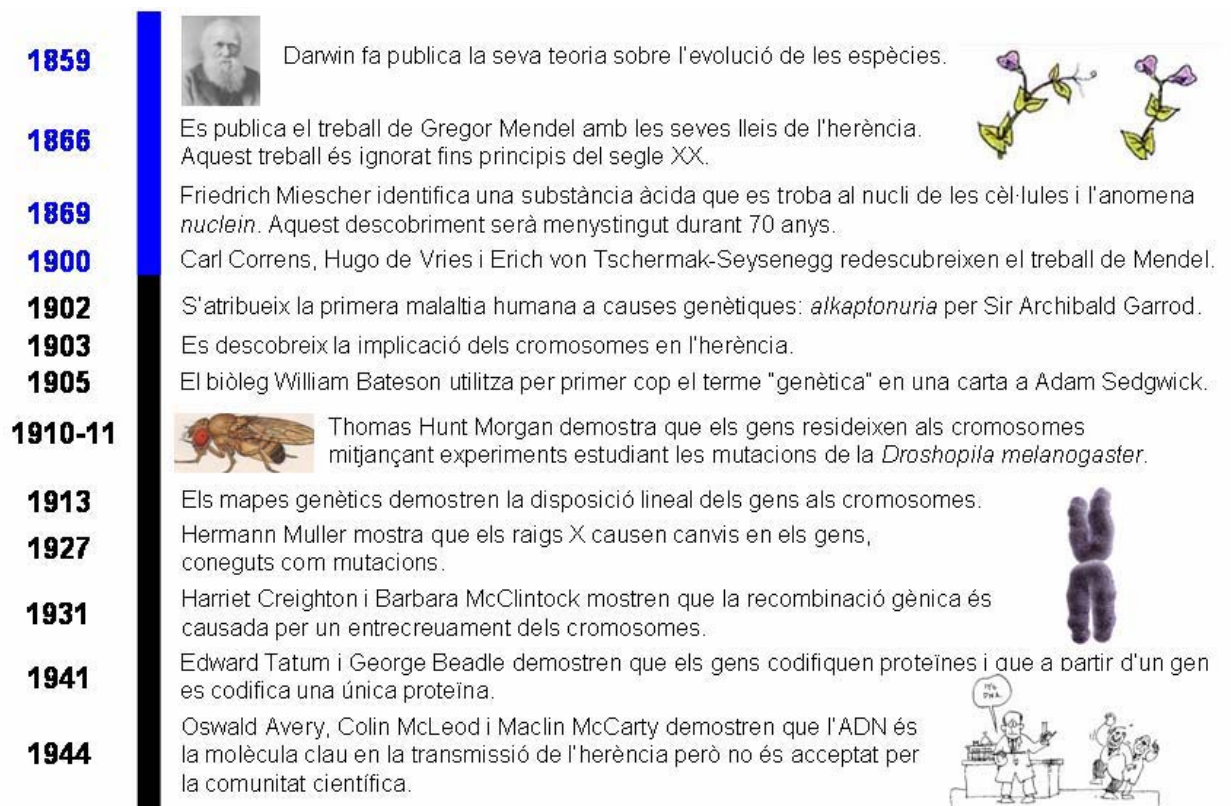 1859
Darwin fa publica la seva teoria sobre l'evolució de les espècies.
1866
Es publica el treball de Gregor Mendel amb les seves lleis de l'herència.
Aquest treball és ignorat fins principis del segle XX.
1869
Friedrich Miescher identifica una substància àcida que es troba al nucli de les cèl·lules i l'anomena
nuclein. Aquest descobriment serà menystingut durant 70 anys.
1900
Carl Correns, Hugo de Vries i Erich von Tschermak-Seysenegg redescubreixen el treball de Mendel.
1902
S'atribueix la primera malaltia humana a causes genètiques: alkaptonuria per Sir Archibald Garrod.
1903
Es descobreix la implicació dels cromosomes en l'herència.
1905
El biòleg William Bateson utilitza per primer cop el terme "genètica" en una carta a Adam Sedgwick.
1910-11
Thomas Hunt Morgan demostra que els gens resideixen als cromosomes
mitjançant experiments estudiant les mutacions de la Droshopila melanogaster.
1913
Els mapes genètics demostren la disposició lineal dels gens als cromosomes.
1927
Hermann Muller mostra que els raigs X causen canvis en els gens,
coneguts com mutacions.
1931
Harriet Creighton i Barbara McClintock mostren que la recombinació gènica és
causada per un entrecreuament dels cromosomes.
1941
Edward Tatum i George Beadle demostren que els gens codifiquen proteïnes i que a partir d'un gen
es codifica una única proteïna.
IT'S
DNA
1944
Oswald Avery, Colin McLeod i Maclin McCarty demostren que l'ADN és
la molècula clau en la transmissió de l'herència però no és acceptat per
la comunitat científica.